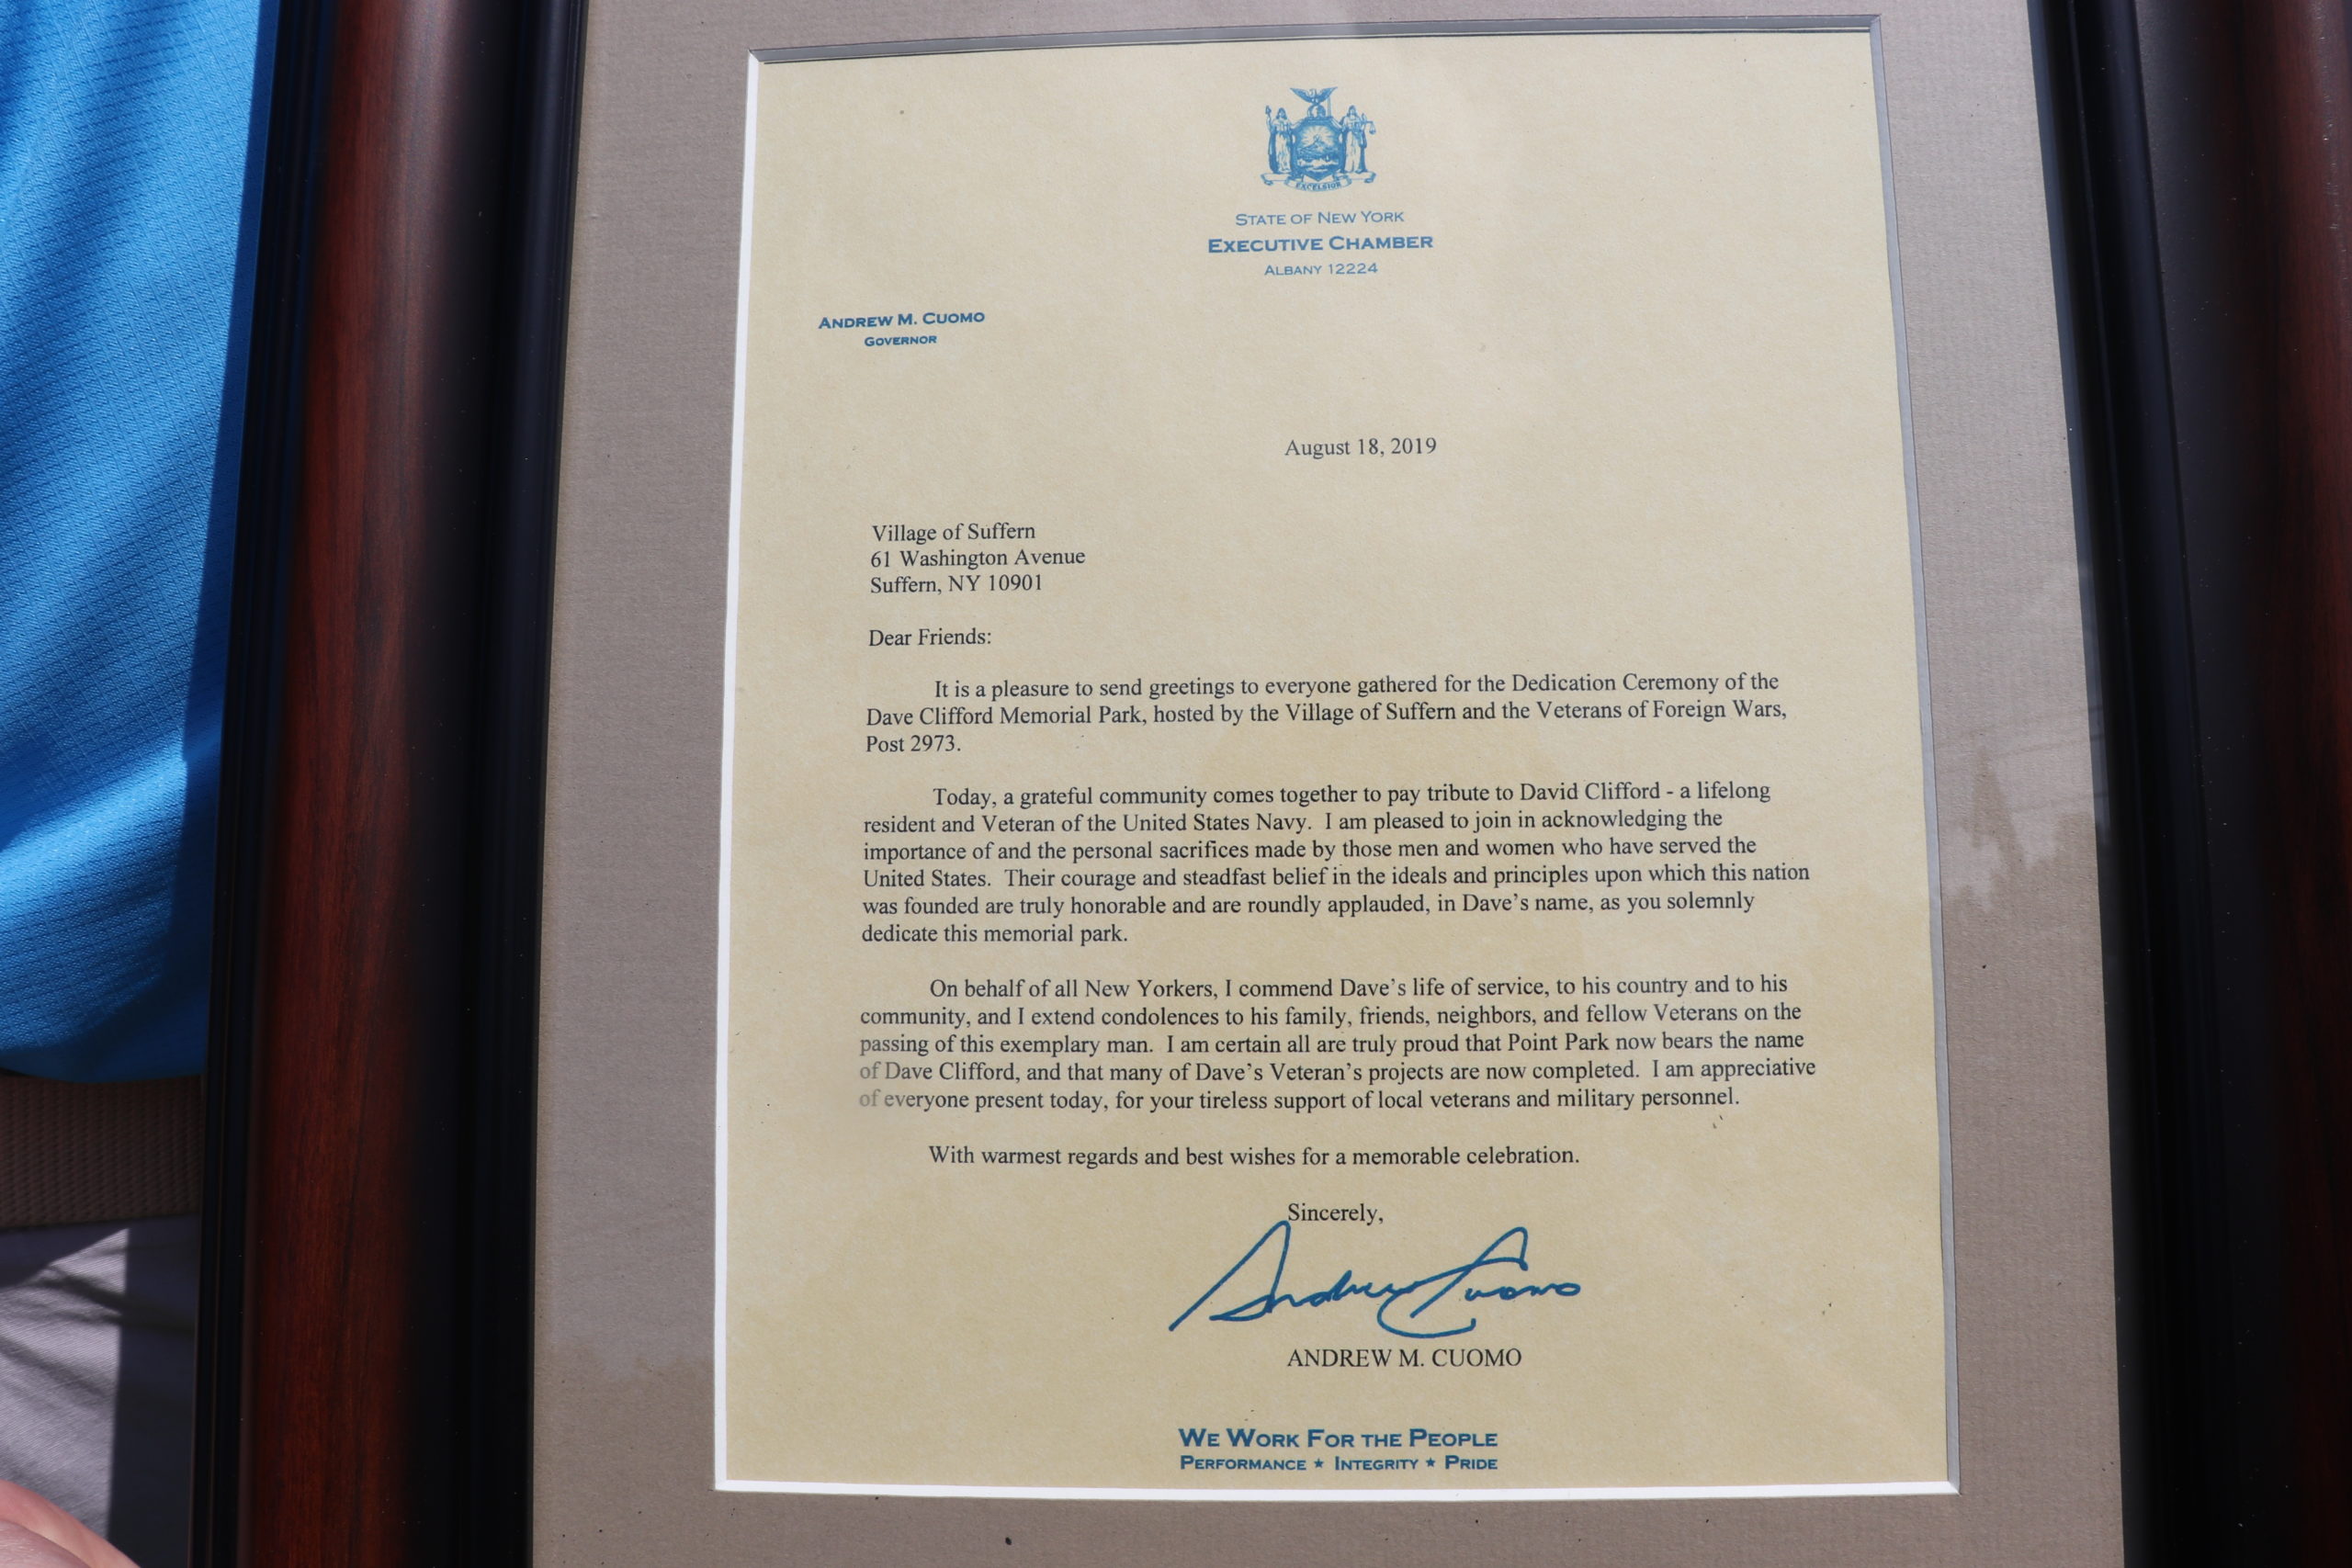 EXCELSIOR
STATE OF NEW YORK
EXECUTIVE CHAMBER
ALBANY 12224
ANDREW M. CUOMO
GOVERNOR
August 18, 2019
Village of Suffern
61 Washington Avenue
Suffern, NY 10901
Dear Friends:
It is a pleasure to send greetings to everyone gathered for the Dedication Ceremony of the
Dave Clifford Memorial Park, hosted by the Village of Suffern and the Veterans of Foreign Wars,
Post 2973.
Today, a grateful community comes together to pay tribute to David Clifford - a lifelong
resident and Veteran of the United States Navy.  I am pleased to join in acknowledging the
importance of and the personal sacrifices made by those men and women who have served the
United States.  Their courage and steadfast belief in the ideals and principles upon which this nation
was founded are truly honorable and are roundly applauded, in Dave's name, as you solemnly
dedicate this memorial park.
On behalf of all New Yorkers, I commend Dave's life of service, to his country and to his
community, and I extend condolences to his family, friends, neighbors, and fellow Veterans on the
passing of this exemplary man.  I am certain all are truly proud that Point Park now bears the name
of Dave Clifford, and that many of Dave's Veteran's projects are now completed.  I am appreciative
of everyone present today, for your tireless support of local veterans and military personnel.
With warmest regards and best wishes for a memorable celebration.
Sincerely,
Andrew Cuomo
ANDREW M. CUOMO
WE WORK FOR THE PEOPLE
PERFORMANCE ★ INTEGRITY ★ PRIDE